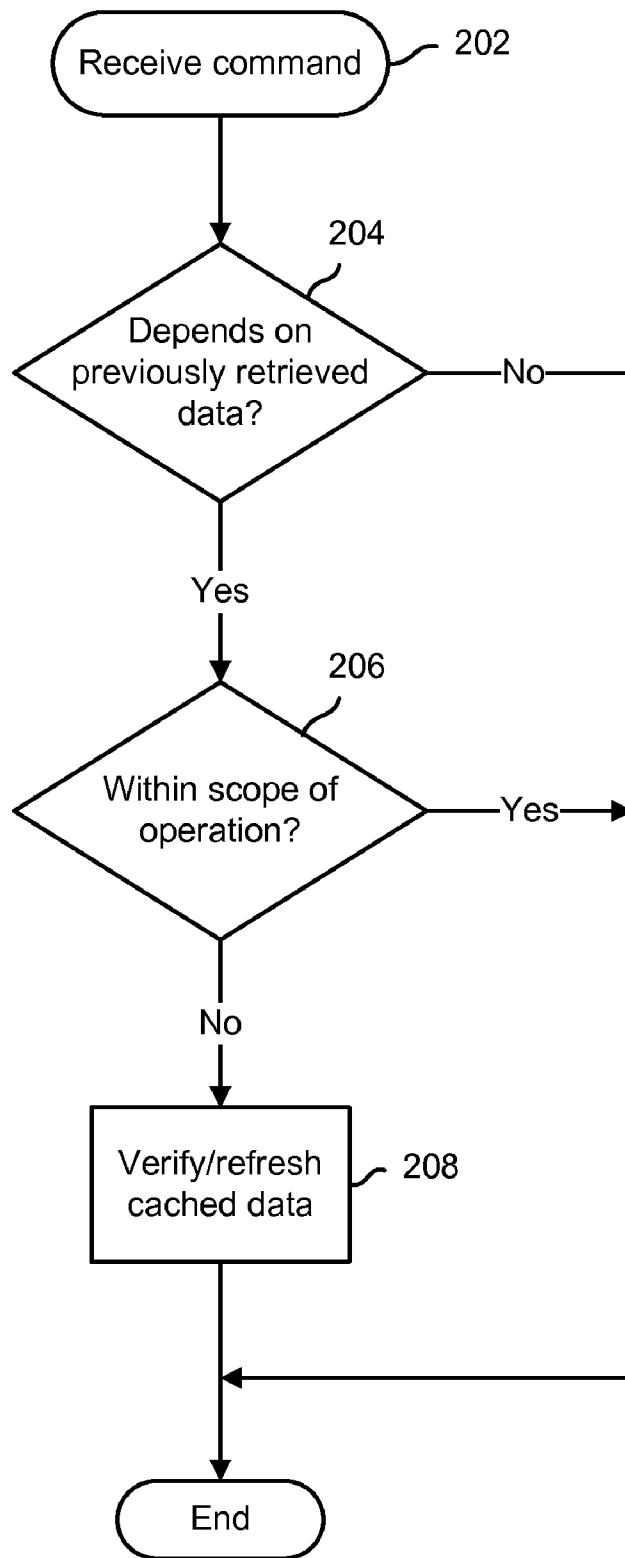 Receive command
202
204
Depends on
previously retrieved
data?
No
Yes
206
Within scope of
operation?
Yes
No
Verify/refresh
cached data
208
End